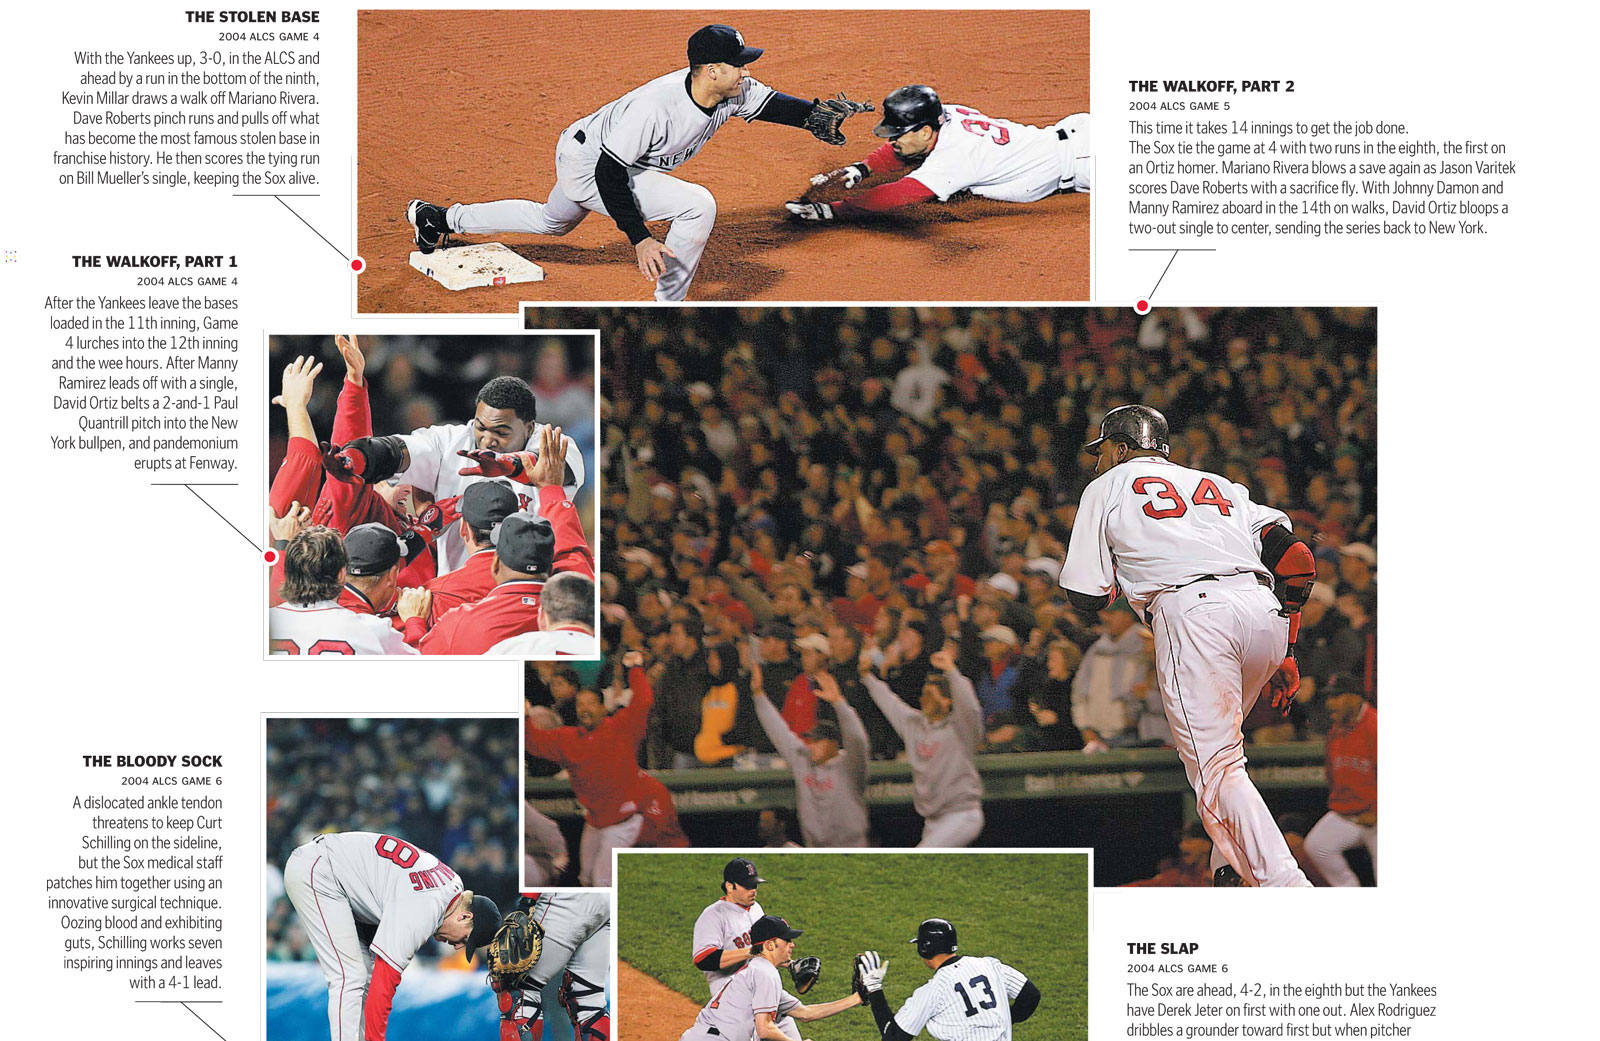 THE STOLEN BASE
2004 ALCS GAME 4
With the Yankees up, 3-0, in the ALCS and
ahead by a run in the bottom of the ninth,
Kevin Millar draws a walk off Mariano Rivera.
Dave Roberts pinch runs and pulls off what
has become the most famous stolen base in
franchise history. He then scores the tying run
on Bill Mueller's single, keeping the Sox alive.
THE WALKOFF, PART 2
2004 ALCS GAME 5
This time it takes 14 innings to get the job done.
The Sox tie the game at 4 with two runs in the eighth, the first on
an Ortiz homer. Mariano Rivera blows a save again as Jason Varitek
scores Dave Roberts with a sacrifice fly. With Johnny Damon and
Manny Ramirez aboard in the 14th on walks, David Ortiz bloops a
two-out single to center, sending the series back to New York.
THE WALKOFF, PART 1
2004 ALCS GAME 4
After the Yankees leave the bases
loaded in the 11th inning, Game
4 lurches into the 12th inning
and the wee hours. After Manny
Ramirez leads off with a single,
David Ortiz belts a 2-and-1 Paul
Quantrill pitch into the New
York bullpen, and pandemonium
erupts at Fenway.
THE BLOODY SOCK
2004 ALCS GAME 6
A dislocated ankle tendon
threatens to keep Curt
Schilling on the sideline,
but the Sox medical staff
patches him together using an
innovative surgical technique.
Oozing blood and exhibiting
guts, Schilling works seven
inspiring innings and leaves
with a 4-1 lead.
THE SLAP
2004 ALCS GAME 6
The Sox are ahead, 4-2, in the eighth but the Yankees
have Derek Jeter on first with one out. Alex Rodriguez
dribbles a grounder toward first but when pitcher
NEW
31
34
34
8
13